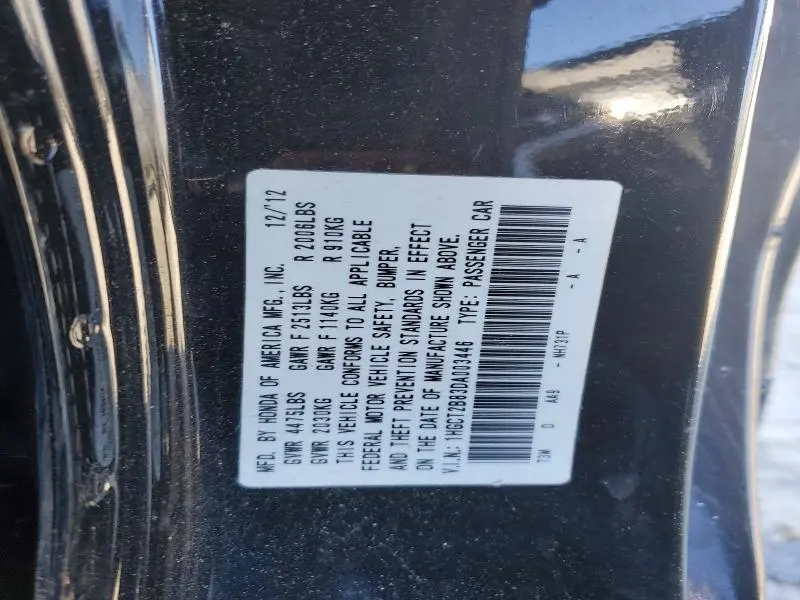 MFD. BY HONDA OF AMERICA MFG., INC. 12/12
GVWR 4475LBS GAWR F 2513LBS R 2006LBS
GVWR 2030KG GAWR F 1140KG R 910KG
THIS VEHICLE CONFORMS TO ALL APPLICABLE
FEDERAL MOTOR VEHICLE SAFETY, BUMPER,
AND THEFT PREVENTION STANDARDS IN EFFECT
ON THE DATE OF MANUFACTURE SHOWN ABOVE.
V.I.N.: 1HGCT2B83DA003446 TYPE: PASSENGER CAR
T3M D AA9 - NH731P - A - A